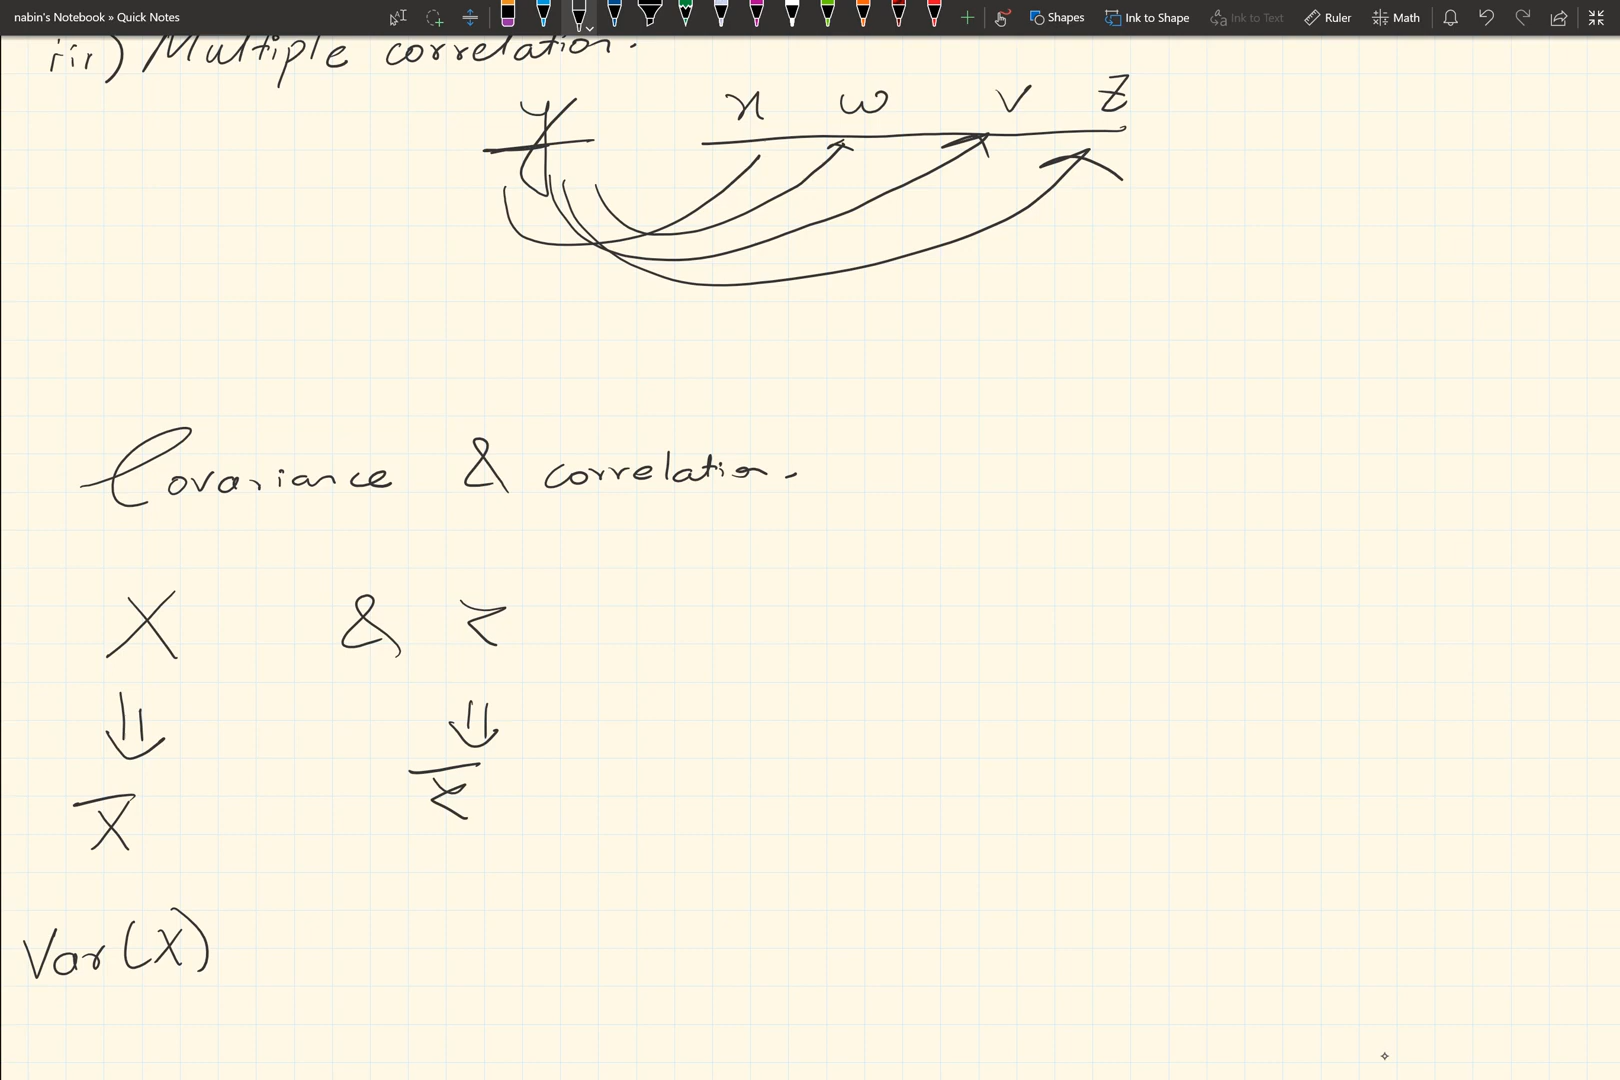 nabin's Notebook » Quick Notes
Shapes Ink to Shape Ink to Text Ruler Math
iii) Multiple correlation.
y x w v z
Covariance & correlation.
X & Z
X̄ Z̄
Var(X)